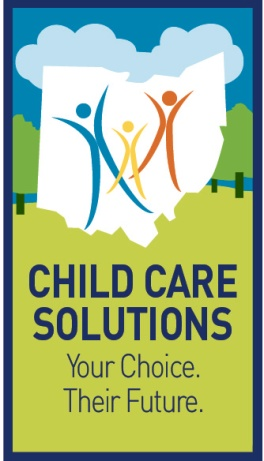 CHILD CARE
SOLUTIONS
Your Choice.
Their Future.